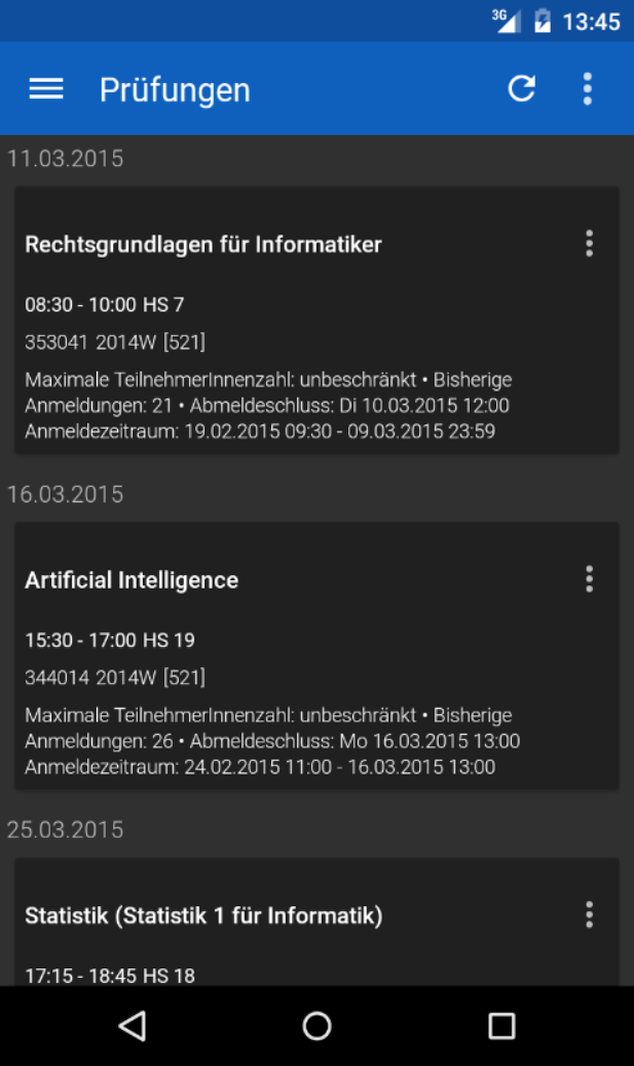 3G 13:45
Prüfungen
11.03.2015
Rechtsgrundlagen für Informatiker
08:30 - 10:00 HS 7
353041 2014W [521]
Maximale TeilnehmerInnenzahl: unbeschränkt • Bisherige
Anmeldungen: 21 • Abmeldeschluss: Di 10.03.2015 12:00
Anmeldezeitraum: 19.02.2015 09:30 - 09.03.2015 23:59
16.03.2015
Artificial Intelligence
15:30 - 17:00 HS 19
344014 2014W [521]
Maximale TeilnehmerInnenzahl: unbeschränkt • Bisherige
Anmeldungen: 26 • Abmeldeschluss: Mo 16.03.2015 13:00
Anmeldezeitraum: 24.02.2015 11:00 - 16.03.2015 13:00
25.03.2015
Statistik (Statistik 1 für Informatik)
17:15 - 18:45 HS 18